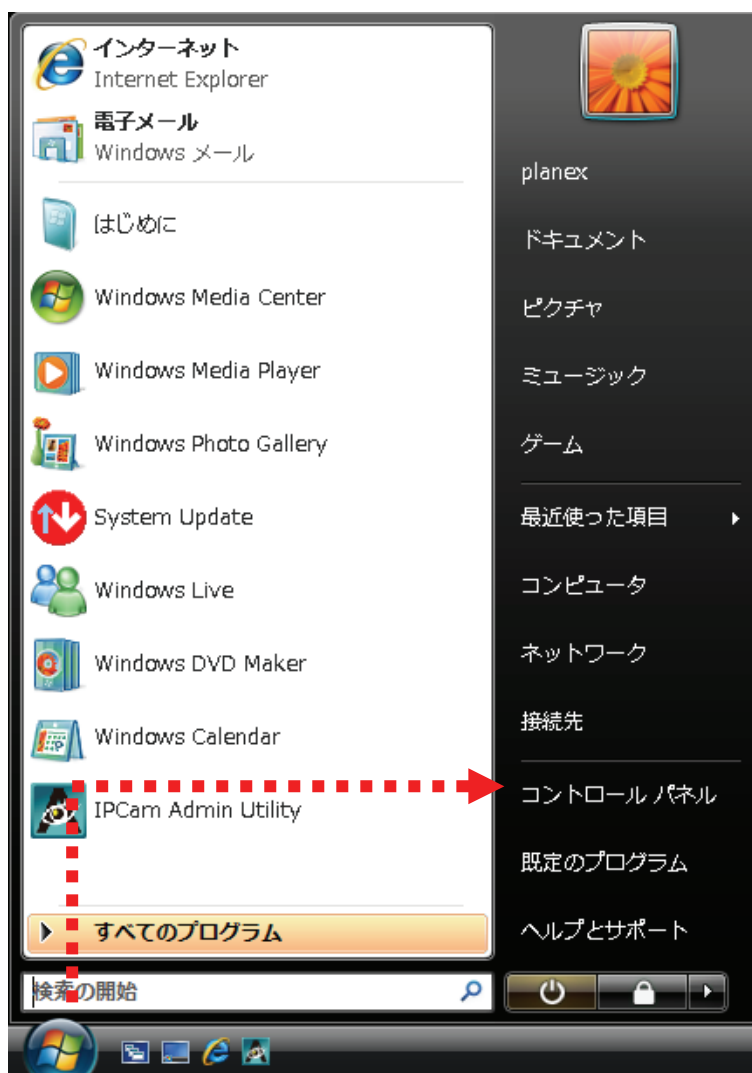 インターネット
Internet Explorer
電子メール
Windows メール
はじめに
Windows Media Center
Windows Media Player
Windows Photo Gallery
System Update
Windows Live
Windows DVD Maker
Windows Calendar
IPCam Admin Utility
すべてのプログラム
検索の開始
planex
ドキュメント
ピクチャ
ミュージック
ゲーム
最近使った項目
コンピュータ
ネットワーク
接続先
コントロール パネル
既定のプログラム
ヘルプとサポート